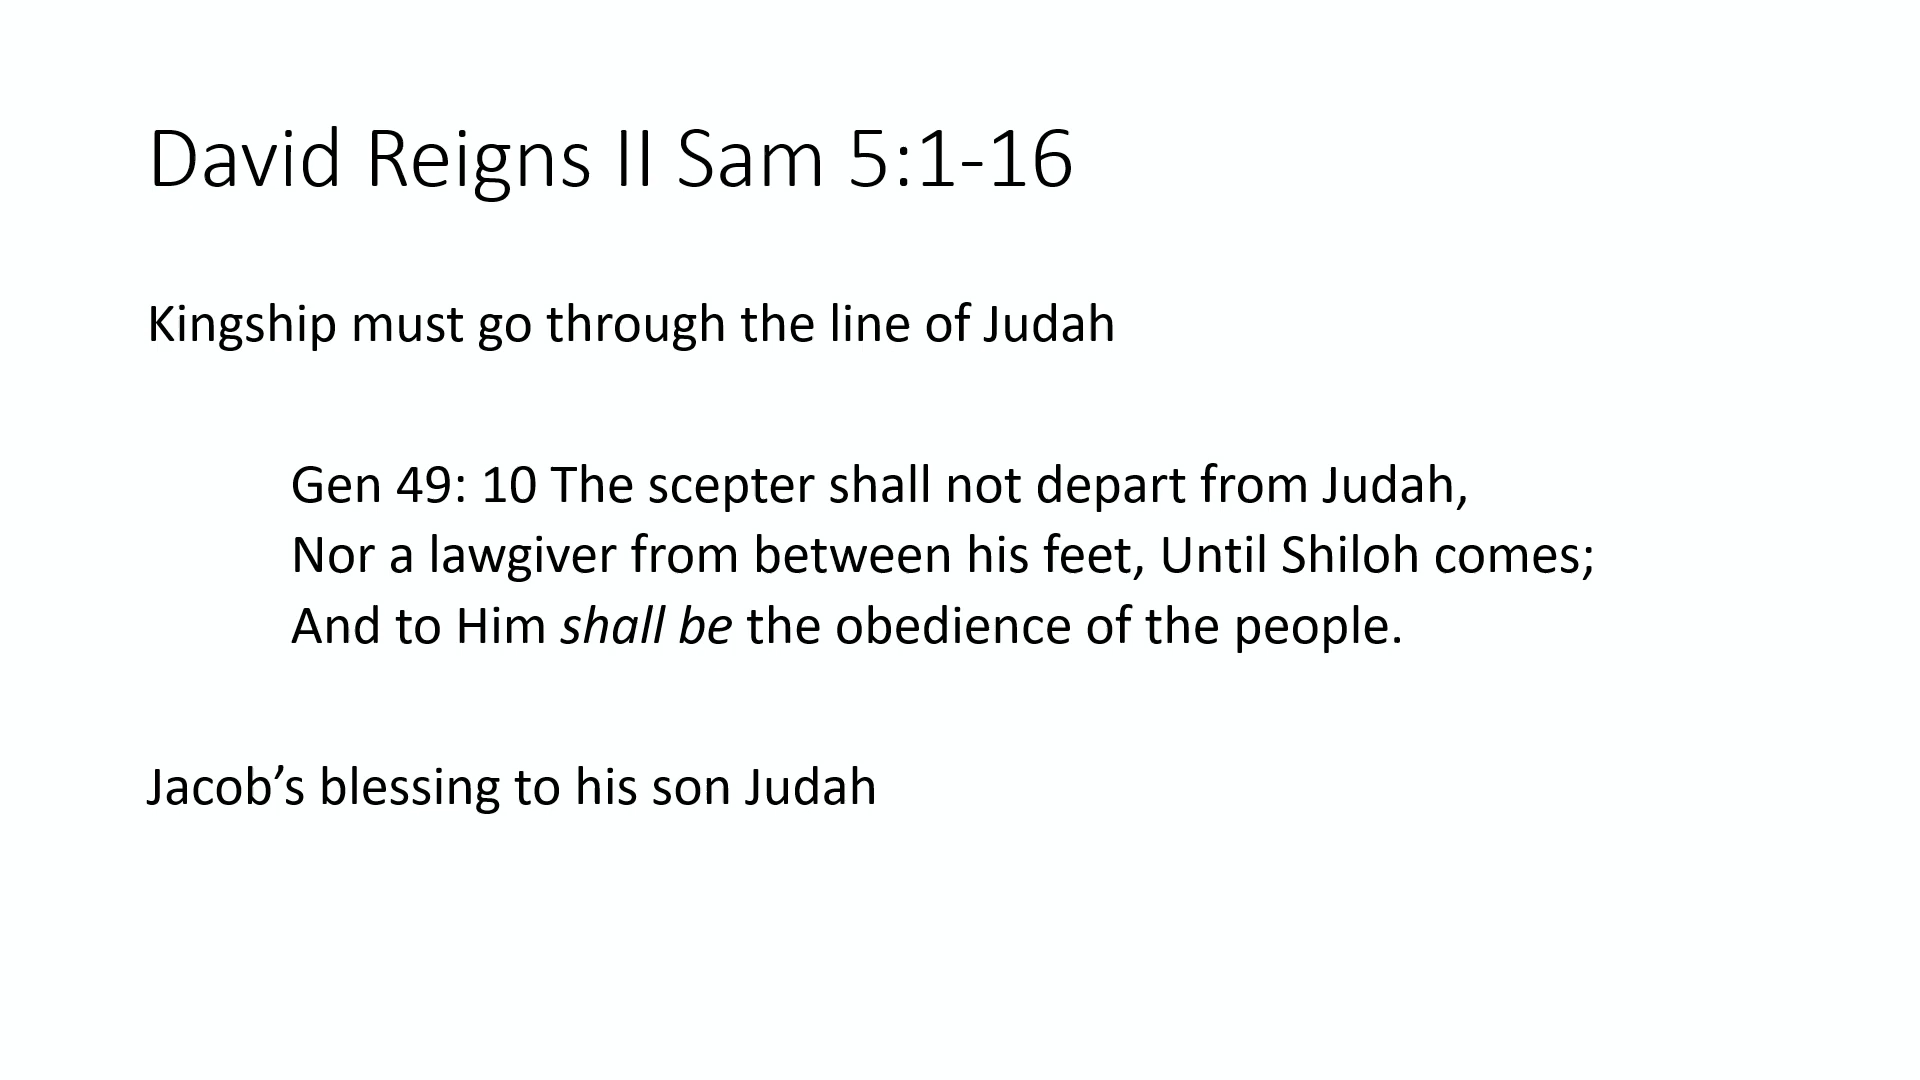 David Reigns II Sam 5:1-16
Kingship must go through the line of Judah
Gen 49: 10 The scepter shall not depart from Judah,
Nor a lawgiver from between his feet, Until Shiloh comes;
And to Him shall be the obedience of the people.
Jacob’s blessing to his son Judah